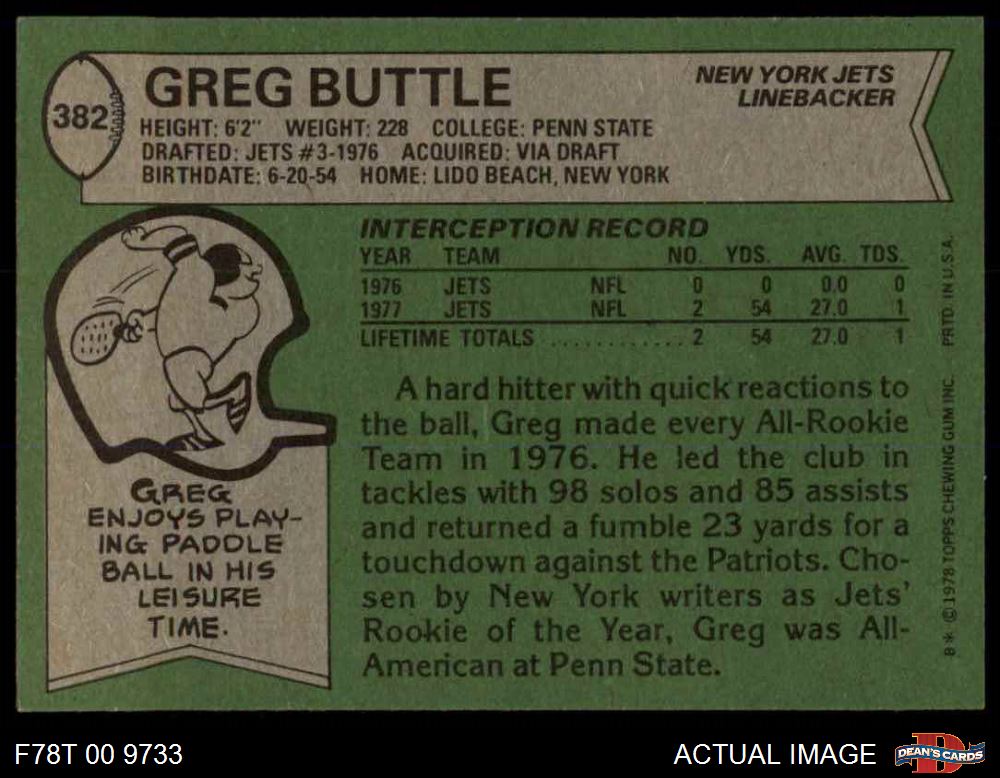 382
GREG BUTTLE
NEW YORK JETS
LINEBACKER
HEIGHT: 6'2" WEIGHT: 228 COLLEGE: PENN STATE
DRAFTED: JETS #3-1976 ACQUIRED: VIA DRAFT
BIRTHDATE: 6-20-54 HOME: LIDO BEACH, NEW YORK
INTERCEPTION RECORD
YEAR TEAM NO. YDS. AVG. TDS.
1976 JETS NFL 0 0 0.0 0
1977 JETS NFL 2 54 27.0 1
LIFETIME TOTALS ............ 2 54 27.0 1
A hard hitter with quick reactions to
the ball, Greg made every All-Rookie
Team in 1976. He led the club in
tackles with 98 solos and 85 assists
and returned a fumble 23 yards for a
touchdown against the Patriots. Cho-
sen by New York writers as Jets'
Rookie of the Year, Greg was All-
American at Penn State.
GREG
ENJOYS PLAY-
ING PADDLE
BALL IN HIS
LEISURE
TIME.
8* © 1978 TOPPS CHEWING GUM INC. PRTD. IN U.S.A.
F78T 00 9733
ACTUAL IMAGE
D
DEAN'S CARDS